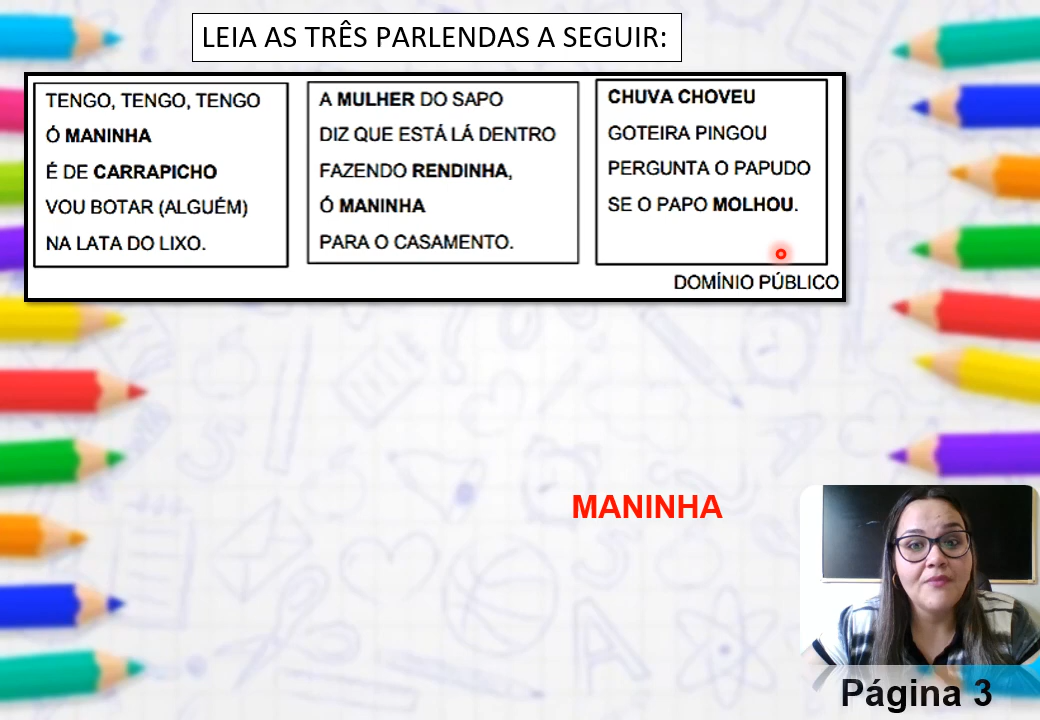 LEIA AS TRÊS PARLENDAS A SEGUIR:
TENGO, TENGO, TENGO
Ó MANINHA
É DE CARRAPICHO
VOU BOTAR (ALGUÉM)
NA LATA DO LIXO.
A MULHER DO SAPO
DIZ QUE ESTÁ LÁ DENTRO
FAZENDO RENDINHA,
Ó MANINHA
PARA O CASAMENTO.
CHUVA CHOVEU
GOTEIRA PINGOU
PERGUNTA O PAPUDO
SE O PAPO MOLHOU.
DOMÍNIO PÚBLICO
MANINHA
Página 3